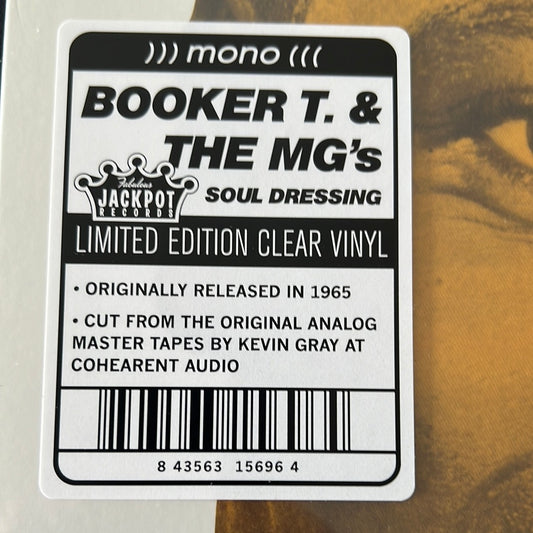 ))) mono (((
BOOKER T. &
THE MG's
Fabulous
JACKPOT
RECORDS
SOUL DRESSING
LIMITED EDITION CLEAR VINYL
• ORIGINALLY RELEASED IN 1965
• CUT FROM THE ORIGINAL ANALOG
MASTER TAPES BY KEVIN GRAY AT
COHEARENT AUDIO
8 43563 15696 4